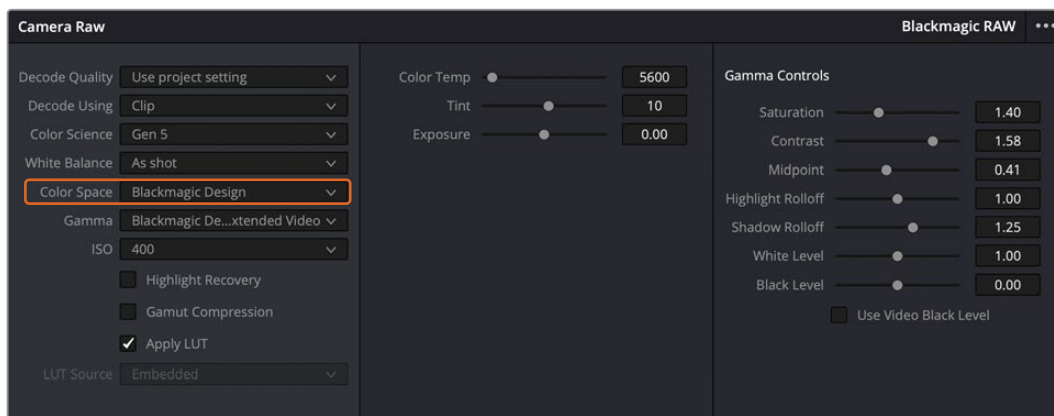 Camera Raw
Blackmagic RAW
Decode Quality Use project setting
Decode Using Clip
Color Science Gen 5
White Balance As shot
Color Space Blackmagic Design
Gamma Blackmagic De...xtended Video
ISO 400
Highlight Recovery
Gamut Compression
Apply LUT
LUT Source Embedded
Color Temp 5600
Tint 10
Exposure 0.00
Gamma Controls
Saturation 1.40
Contrast 1.58
Midpoint 0.41
Highlight Rolloff 1.00
Shadow Rolloff 1.25
White Level 1.00
Black Level 0.00
Use Video Black Level